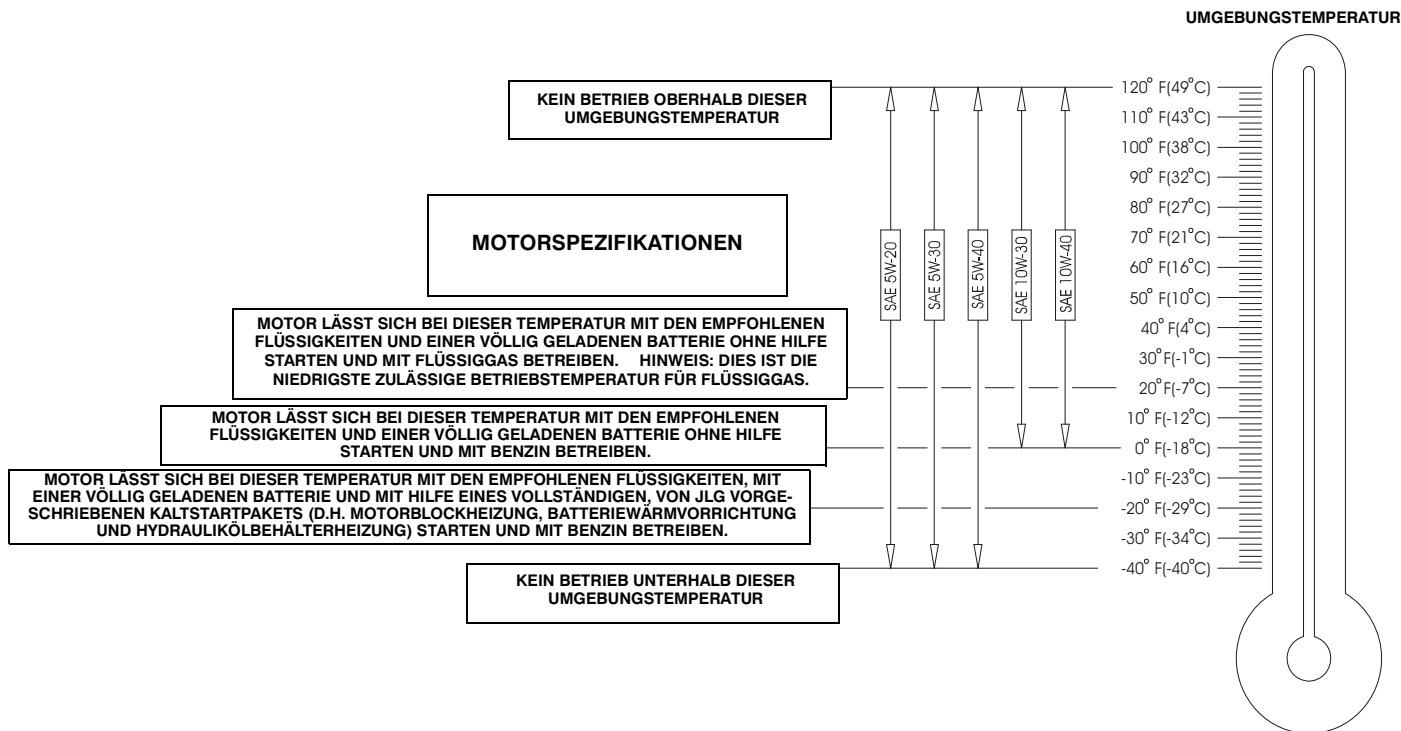 UMGEBUNGSTEMPERATUR
KEIN BETRIEB OBERHALB DIESER
UMGEBUNGSTEMPERATUR
120° F(49°C)
110° F(43°C)
100° F(38°C)
90° F(32°C)
80° F(27°C)
70° F(21°C)
60° F(16°C)
50° F(10°C)
40° F(4°C)
30°F(-1°C)
20°F(-7°C)
10° F(-12°C)
0° F(-18°C)
-10° F(-23°C)
-20° F(-29°C)
-30° F(-34°C)
-40° F(-40°C)
MOTORSPEZIFIKATIONEN
SAE 5W-20
SAE 5W-30
SAE 5W-40
SAE 10W-30
SAE 10W-40
MOTOR LÄSST SICH BEI DIESER TEMPERATUR MIT DEN EMPFOHLENEN
FLÜSSIGKEITEN UND EINER VÖLLIG GELADENEN BATTERIE OHNE HILFE
STARTEN UND MIT FLÜSSIGGAS BETREIBEN. HINWEIS: DIES IST DIE
NIEDRIGSTE ZULÄSSIGE BETRIEBSTEMPERATUR FÜR FLÜSSIGGAS.
MOTOR LÄSST SICH BEI DIESER TEMPERATUR MIT DEN EMPFOHLENEN
FLÜSSIGKEITEN UND EINER VÖLLIG GELADENEN BATTERIE OHNE HILFE
STARTEN UND MIT BENZIN BETREIBEN.
MOTOR LÄSST SICH BEI DIESER TEMPERATUR MIT DEN EMPFOHLENEN FLÜSSIGKEITEN, MIT
EINER VÖLLIG GELADENEN BATTERIE UND MIT HILFE EINES VOLLSTÄNDIGEN, VON JLG VORGE-
SCHRIEBENEN KALTSTARTPAKETS (D.H. MOTORBLOCKHEIZUNG, BATTERIEWÄRMVORRICHTUNG
UND HYDRAULIKÖLBEHÄLTERHEIZUNG) STARTEN UND MIT BENZIN BETREIBEN.
KEIN BETRIEB UNTERHALB DIESER
UMGEBUNGSTEMPERATUR